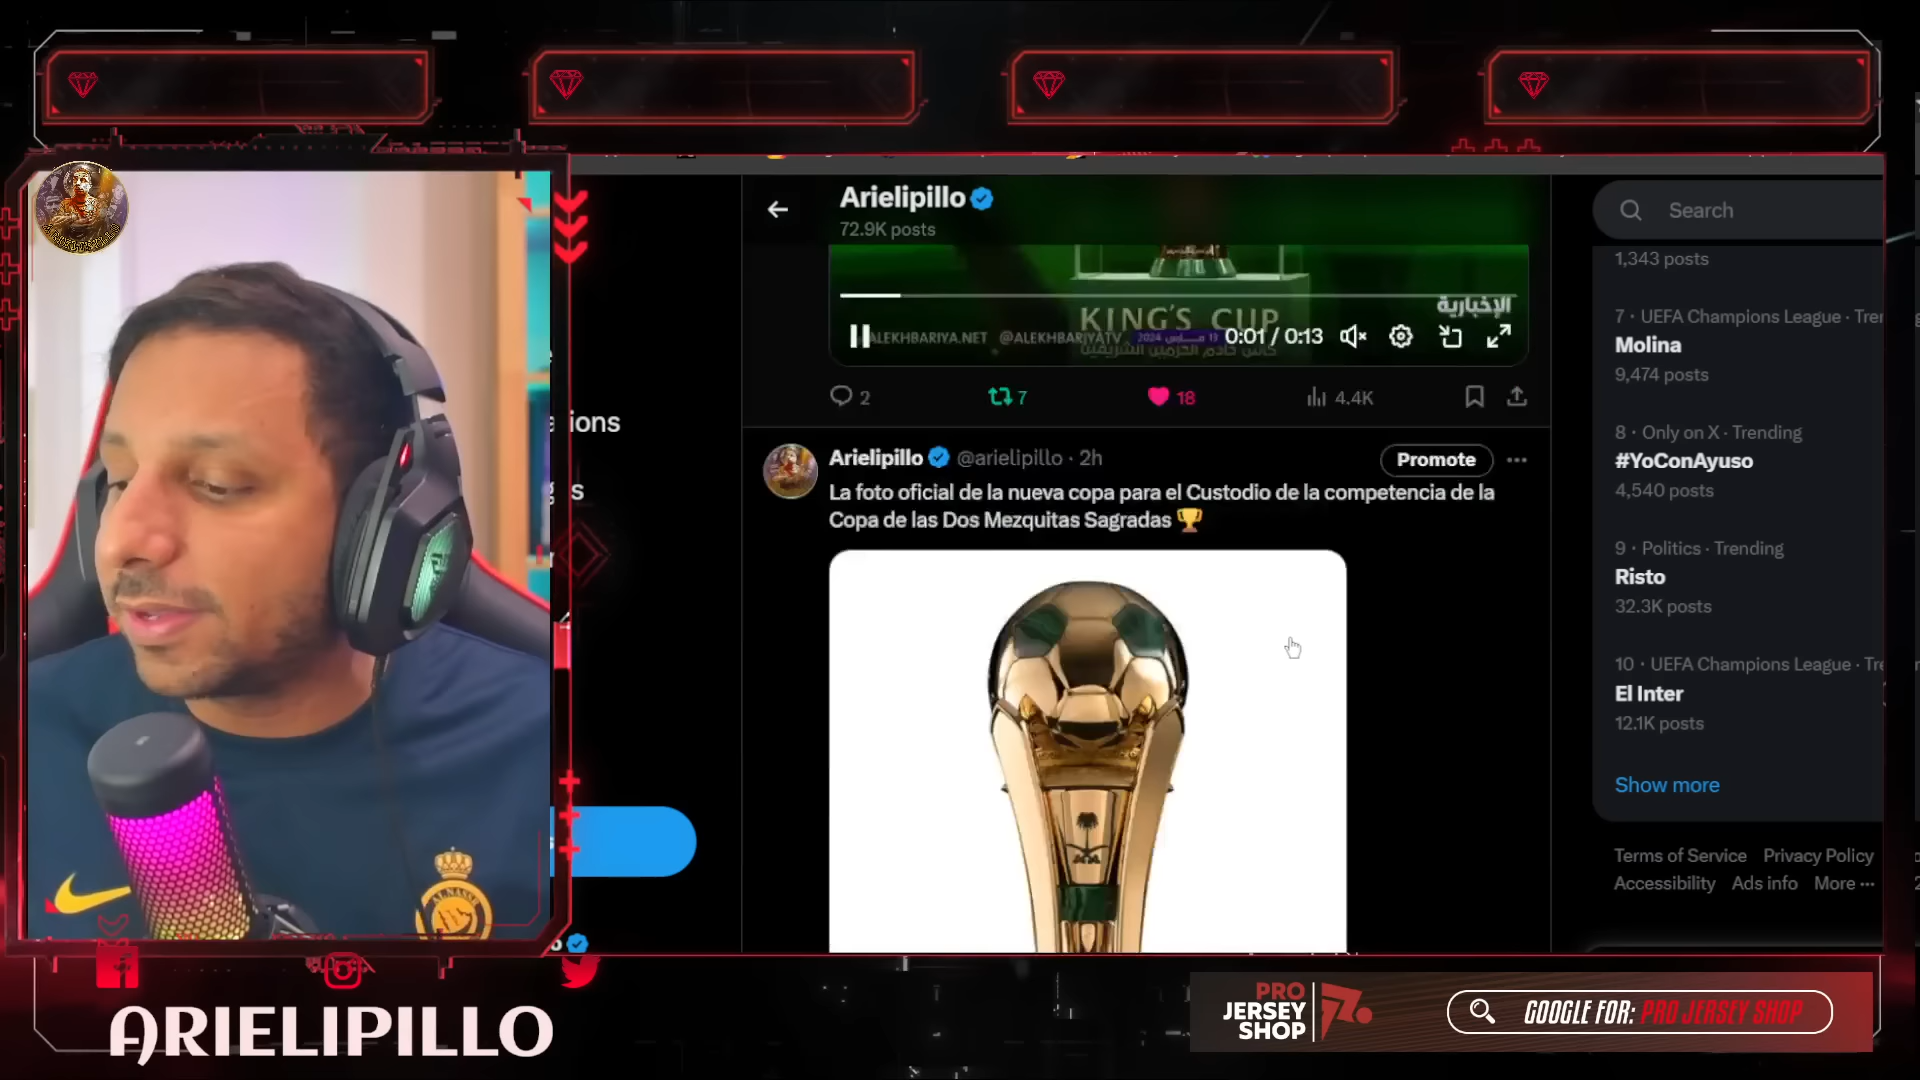 Arielipillo
72.9K posts
Search
1,343 posts
7 · UEFA Champions League ·
Molina
9,474 posts
8 · Only on X · Trending
#YoConAyuso
4,540 posts
9 · Politics · Trending
Risto
32.3K posts
10 · UEFA Champions League ·
El Inter
12.1K posts
Show more
Terms of Service Privacy Policy
Accessibility Ads info More ···
الإخبارية
KING'S CUP
ALEKHBARIYA.NET @ALEKHBARIYATV
0:01 / 0:13
كأس خادم الحرمين الشريفين
2 7 18 4.4K
Arielipillo @arielipillo · 2h
Promote
La foto oficial de la nueva copa para el Custodio de la competencia de la
Copa de las Dos Mezquitas Sagradas
ALNASSR
ARIELIPILLO
PRO
JERSEY
SHOP
GOOGLE FOR: PRO JERSEY SHOP